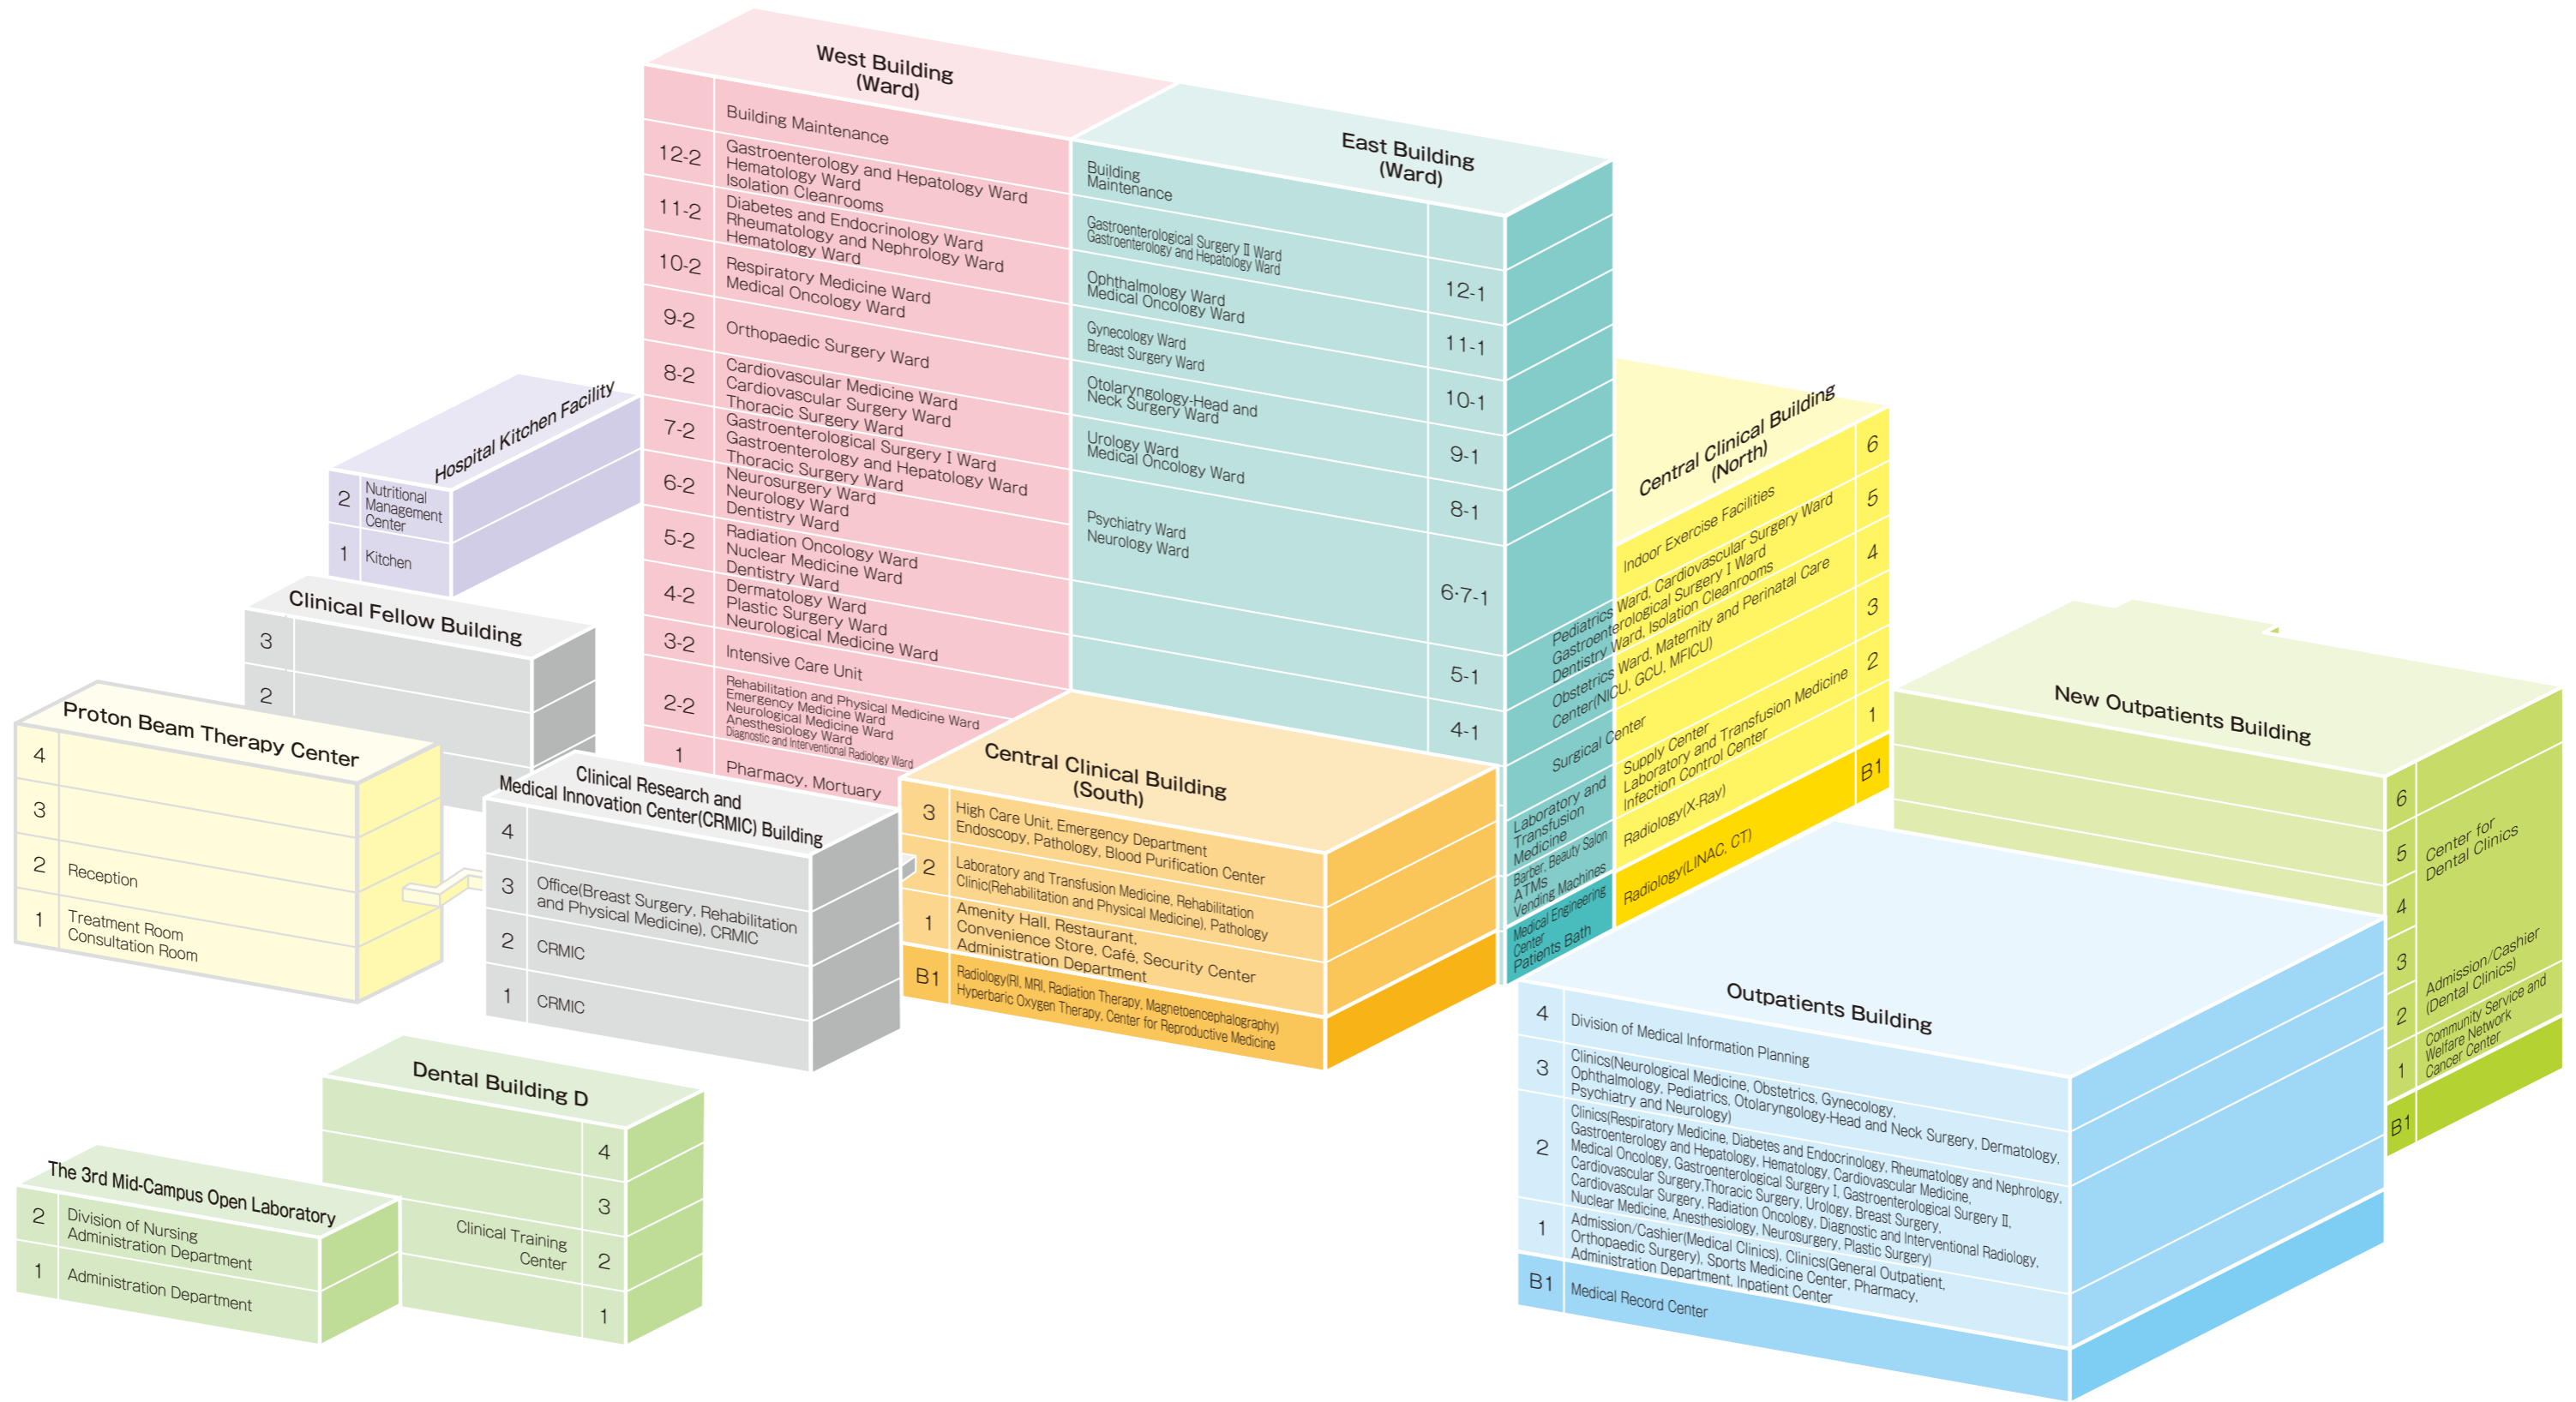 West Building
(Ward)
Building Maintenance
12-2
Gastroenterology and Hepatology Ward
Hematology Ward
Isolation Cleanrooms
11-2
Diabetes and Endocrinology Ward
Rheumatology and Nephrology Ward
Hematology Ward
10-2
Respiratory Medicine Ward
Medical Oncology Ward
9-2
Orthopaedic Surgery Ward
8-2
Cardiovascular Medicine Ward
Cardiovascular Surgery Ward
Thoracic Surgery Ward
7-2
Gastroenterological Surgery Ⅰ Ward
Gastroenterology and Hepatology Ward
Thoracic Surgery Ward
6-2
Neurosurgery Ward
Neurology Ward
Dentistry Ward
5-2
Radiation Oncology Ward
Nuclear Medicine Ward
Dentistry Ward
4-2
Dermatology Ward
Plastic Surgery Ward
Neurological Medicine Ward
3-2
Intensive Care Unit
2-2
Rehabilitation and Physical Medicine Ward
Emergency Medicine Ward
Neurological Medicine Ward
Anesthesiology Ward
Diagnostic and Interventional Radiology Ward
1
Pharmacy, Mortuary
East Building
(Ward)
Building
Maintenance
Gastroenterological Surgery Ⅱ Ward
Gastroenterology and Hepatology Ward
12-1
Ophthalmology Ward
Medical Oncology Ward
11-1
Gynecology Ward
Breast Surgery Ward
10-1
Otolaryngology-Head and
Neck Surgery Ward
9-1
Urology Ward
Medical Oncology Ward
8-1
Psychiatry Ward
Neurology Ward
6·7-1
5-1
4-1
Laboratory and
Transfusion
Medicine
Barber, Beauty Salon
ATMs
Vending Machines
Medical Engineering
Center
Patients Bath
Central Clinical Building
(North)
6
Indoor Exercise Facilities
5
Pediatrics Ward, Cardiovascular Surgery Ward
Gastroenterological Surgery Ⅰ Ward
Dentistry Ward, Isolation Cleanrooms
4
Obstetrics Ward, Maternity and Perinatal Care
Center(NICU, GCU, MFICU)
3
Surgical Center
2
Supply Center
Laboratory and Transfusion Medicine
Infection Control Center
1
Radiology(X-Ray)
B1
Radiology(LINAC, CT)
Hospital Kitchen Facility
2
Nutritional
Management
Center
1
Kitchen
Clinical Fellow Building
3
2
Proton Beam Therapy Center
4
3
2
Reception
1
Treatment Room
Consultation Room
Clinical Research and
Medical Innovation Center(CRMIC) Building
4
3
Office(Breast Surgery, Rehabilitation
and Physical Medicine), CRMIC
2
CRMIC
1
CRMIC
Central Clinical Building
(South)
3
High Care Unit, Emergency Department
Endoscopy, Pathology, Blood Purification Center
2
Laboratory and Transfusion Medicine, Rehabilitation
Clinic(Rehabilitation and Physical Medicine), Pathology
1
Amenity Hall, Restaurant,
Convenience Store, Café, Security Center
Administration Department
B1
Radiology(RI, MRI, Radiation Therapy, Magnetoencephalography)
Hyperbaric Oxygen Therapy, Center for Reproductive Medicine
New Outpatients Building
6
5
Center for
Dental Clinics
4
3
Admission/Cashier
(Dental Clinics)
2
Community Service and
Welfare Network
Cancer Center
1
B1
Outpatients Building
4
Division of Medical Information Planning
3
Clinics(Neurological Medicine, Obstetrics, Gynecology,
Ophthalmology, Pediatrics, Otolaryngology-Head and Neck Surgery, Dermatology,
Psychiatry and Neurology)
2
Clinics(Respiratory Medicine, Diabetes and Endocrinology, Rheumatology and Nephrology,
Gastroenterology and Hepatology, Hematology, Cardiovascular Medicine,
Medical Oncology, Gastroenterological Surgery Ⅰ, Gastroenterological Surgery Ⅱ,
Cardiovascular Surgery,Thoracic Surgery, Urology, Breast Surgery,
Cardiovascular Surgery, Radiation Oncology, Diagnostic and Interventional Radiology,
Nuclear Medicine, Anesthesiology, Neurosurgery, Plastic Surgery)
1
Admission/Cashier(Medical Clinics), Clinics(General Outpatient,
Orthopaedic Surgery), Sports Medicine Center, Pharmacy,
Administration Department, Inpatient Center
B1
Medical Record Center
Dental Building D
4
3
Clinical Training
Center
2
1
The 3rd Mid-Campus Open Laboratory
2
Division of Nursing
Administration Department
1
Administration Department